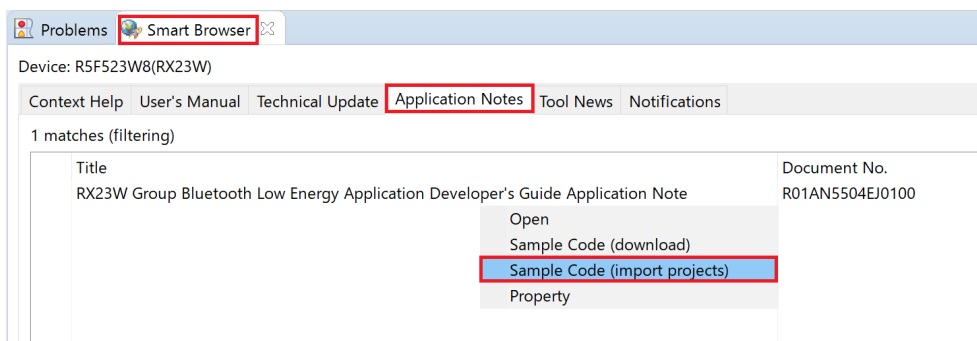 Problems Smart Browser
Device: R5F523W8(RX23W)
Context Help User's Manual Technical Update Application Notes Tool News Notifications
1 matches (filtering)
Title Document No.
RX23W Group Bluetooth Low Energy Application Developer's Guide Application Note R01AN5504EJ0100
Open
Sample Code (download)
Sample Code (import projects)
Property